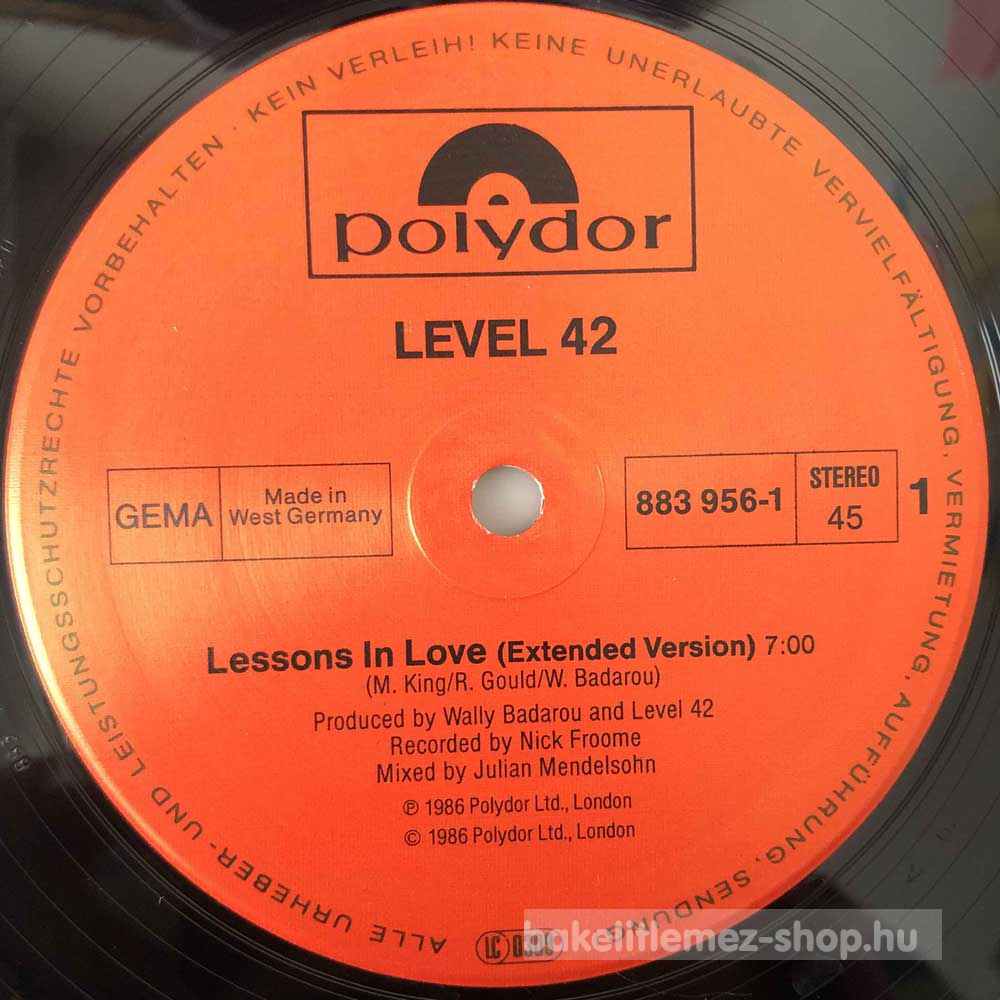 ALLE URHEBER- UND LEISTUNGSSCHUTZRECHTE VORBEHALTEN · KEIN VERLEIH! KEINE UNERLAUBTE VERVIELFÄLTIGUNG, VERMIETUNG, AUFFÜHRUNG, SENDUNG
polydor
LEVEL 42
GEMA
Made in
West Germany
883 956-1
STEREO
45
1
Lessons In Love (Extended Version) 7:00
(M. King/R. Gould/W. Badarou)
Produced by Wally Badarou and Level 42
Recorded by Nick Froome
Mixed by Julian Mendelsohn
℗ 1986 Polydor Ltd., London
© 1986 Polydor Ltd., London
LC
bakelitlemez-shop.hu